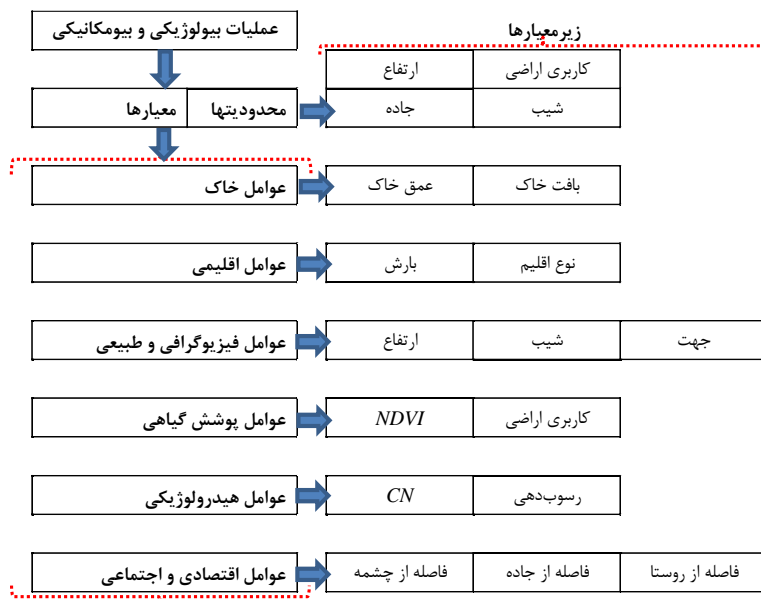 عملیات بیولوژیکی و بیومکانیکی
زیرمعیارها
ارتفاع
کاربری اراضی
معیارها
محدودیتها
جاده
شیب
عوامل خاک
عمق خاک
بافت خاک
عوامل اقلیمی
بارش
نوع اقلیم
عوامل فیزیوگرافی و طبیعی
ارتفاع
شیب
جهت
عوامل پوشش گیاهی
NDVI
کاربری اراضی
عوامل هیدرولوژیکی
CN
رسوب‌دهی
عوامل اقتصادی و اجتماعی
فاصله از چشمه
فاصله از جاده
فاصله از روستا